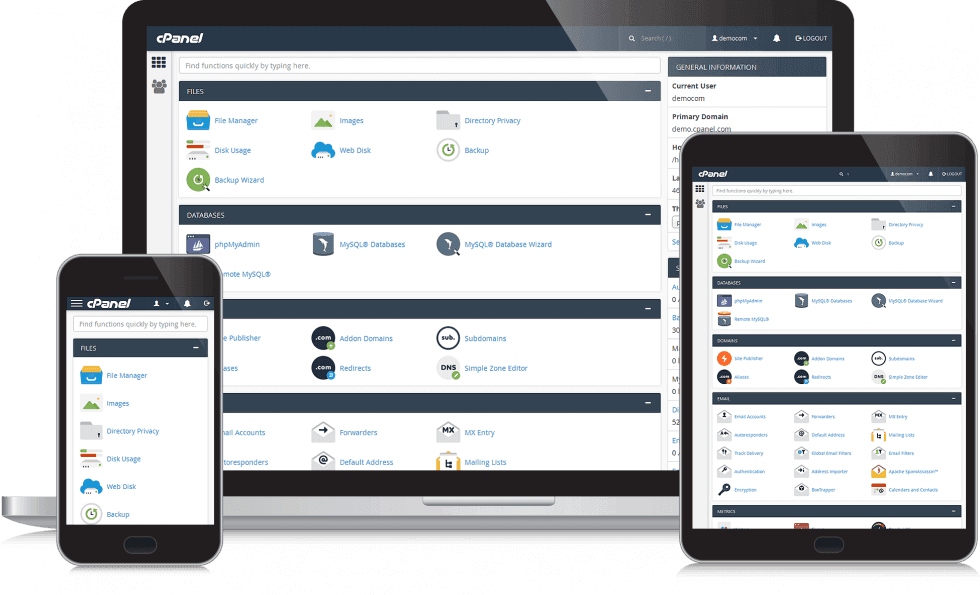 cPanel
Search ( / )
democom
LOGOUT
Find functions quickly by typing here.
GENERAL INFORMATION
Current User
democom
Primary Domain
demo.cpanel.com
FILES
File Manager
Images
Directory Privacy
Disk Usage
Web Disk
Backup
Backup Wizard
DATABASES
phpMyAdmin
MySQL® Databases
MySQL® Database Wizard
MySQL®
Publisher
Addon Domains
Subdomains
Redirects
Simple Zone Editor
Accounts
Forwarders
MX Entry
Default Address
Mailing Lists
cPanel
Find functions quickly by typing here.
FILES
File Manager
Images
Directory Privacy
Disk Usage
Web Disk
Backup
cPanel
democom
LOGOUT
Find functions quickly by typing here.
FILES
File Manager
Images
Directory Privacy
Disk Usage
Web Disk
Backup
Backup Wizard
DATABASES
phpMyAdmin
MySQL® Databases
MySQL® Database Wizard
Remote MySQL®
DOMAINS
Site Publisher
Addon Domains
Subdomains
Aliases
Redirects
Simple Zone Editor
EMAIL
Email Accounts
Forwarders
MX Entry
Autoresponders
Default Address
Mailing Lists
Track Delivery
Global Email Filters
Email Filters
Authentication
Address Importer
Apache SpamAssassin™
Encryption
BoxTrapper
Calendars and Contacts
METRICS